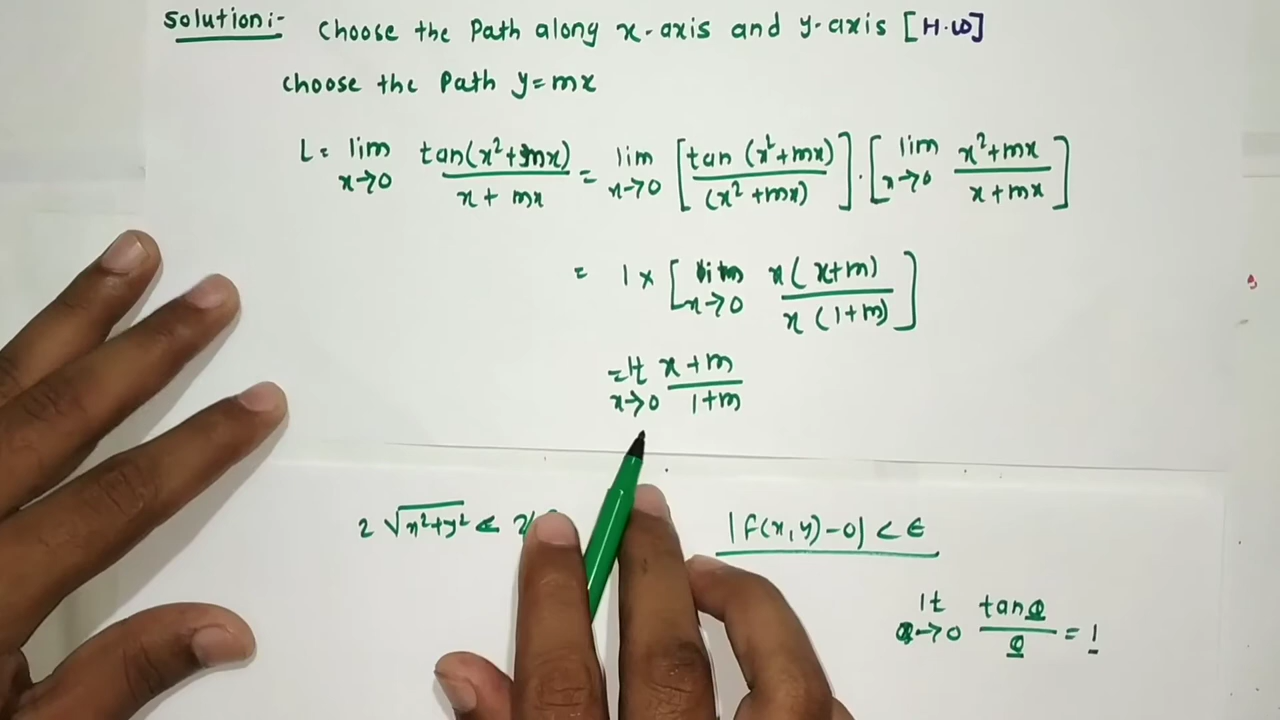 Solution:-
Choose the Path along x-axis and y-axis [H.W]
Choose the Path y=mx
L= lim x→0 tan(x²+mx) / x+mx = lim x→0 [tan (x²+mx) / (x²+mx)] . [lim x→0 x²+mx / x+mx]
= 1 × [lim x→0 x(x+m) / x(1+m)]
=lt x→0 x+m / 1+m
2 √x²+y² <
|f(x,y)-0| < ϵ
lt θ→0 tanθ / θ = 1